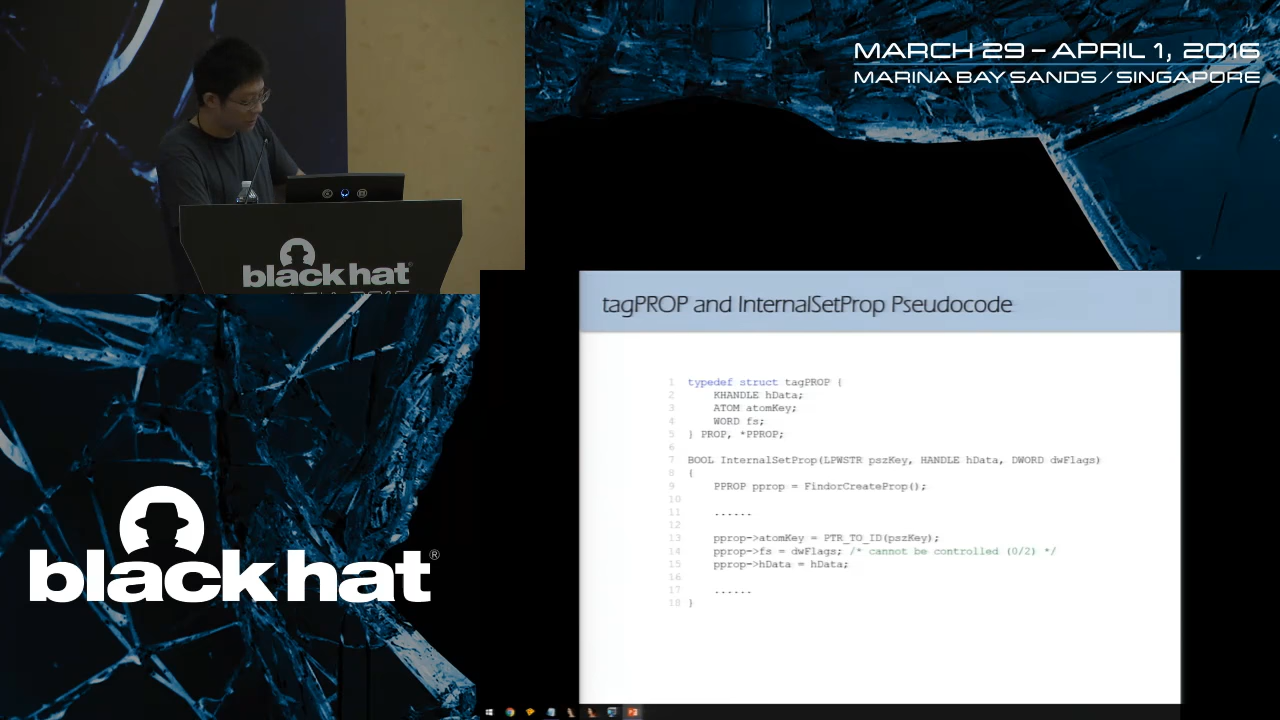 MARCH 29 – APRIL 1, 2016
MARINA BAY SANDS / SINGAPORE
black hat®
tagPROP and InternalSetProp Pseudocode
1 typedef struct tagPROP {
2 KHANDLE hData;
3 ATOM atomKey;
4 WORD fs;
5 } PROP, *PPROP;
6
7 BOOL InternalSetProp(LPWSTR pszKey, HANDLE hData, DWORD dwFlags)
8 {
9 PPROP pprop = FindorCreateProp();
10
11 ......
12
13 pprop->atomKey = PTR_TO_ID(pszKey);
14 pprop->fs = dwFlags; /* cannot be controlled (0/2) */
15 pprop->hData = hData;
16
17 ......
18 }
black hat®